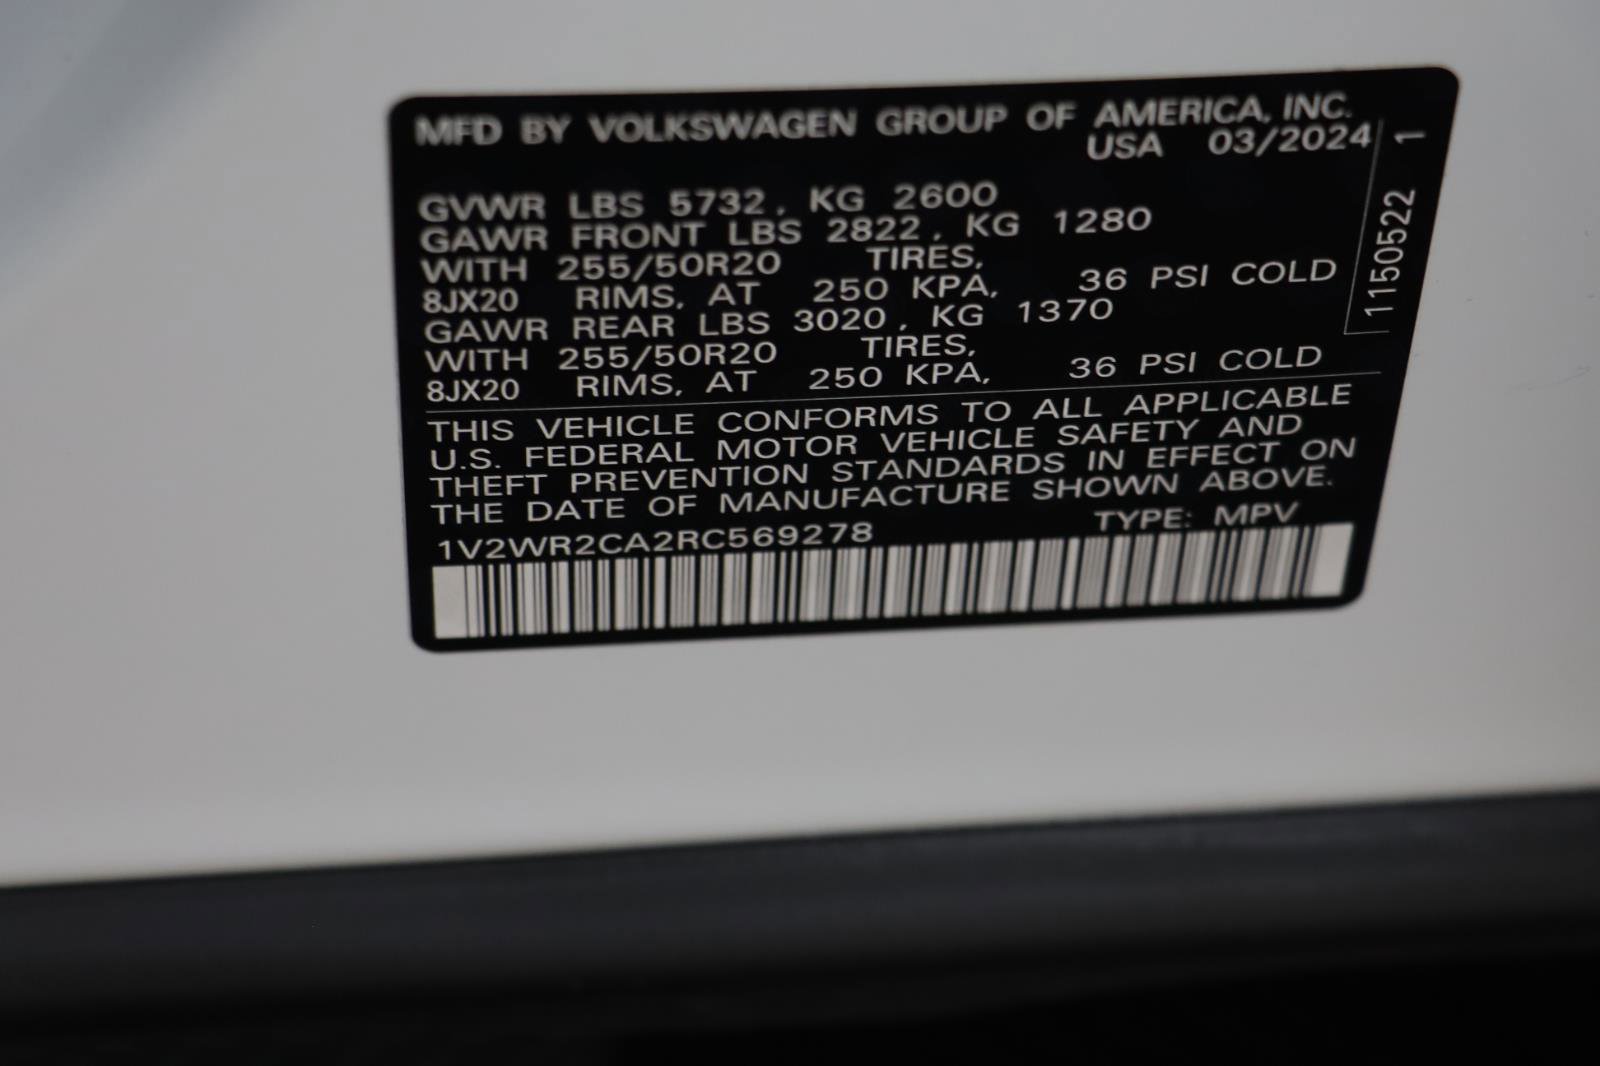 MFD BY VOLKSWAGEN GROUP OF AMERICA, INC.
USA 03/2024
GVWR LBS 5732, KG 2600
GAWR FRONT LBS 2822, KG 1280
WITH 255/50R20 TIRES,
8JX20 RIMS, AT 250 KPA, 36 PSI COLD
GAWR REAR LBS 3020, KG 1370
WITH 255/50R20 TIRES,
8JX20 RIMS, AT 250 KPA, 36 PSI COLD
THIS VEHICLE CONFORMS TO ALL APPLICABLE
U.S. FEDERAL MOTOR VEHICLE SAFETY AND
THEFT PREVENTION STANDARDS IN EFFECT ON
THE DATE OF MANUFACTURE SHOWN ABOVE.
1V2WR2CA2RC569278 TYPE: MPV
1150522 1